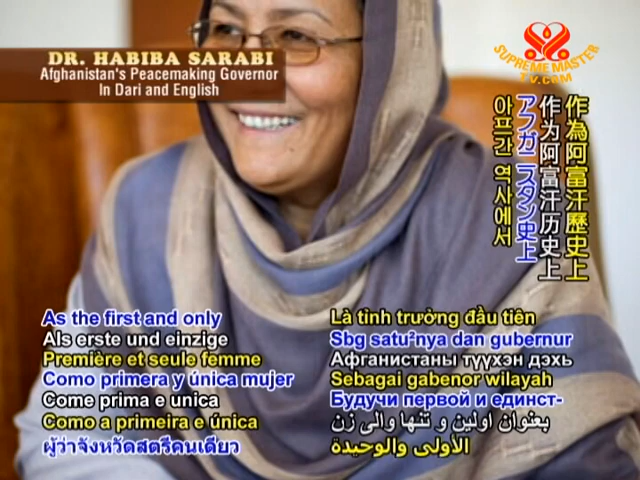 DR. HABIBA SARABI
Afghanistan's Peacemaking Governor
In Dari and English
SUPREME MASTER
TV.COM
作為阿富汗歷史上
作为阿富汗历史上
アフガニスタン史上
아프간 역사에서
As the first and only
Als erste und einzige
Première et seule femme
Como primera y única mujer
Come prima e unica
Como a primeira e única
ผู้ว่าจังหวัดสตรีคนเดียว
Là tỉnh trưởng đầu tiên
Sbg satu²nya dan gubernur
Афганистаны түүхэн дэхь
Sebagai gabenor wilayah
Будучи первой и единст-
بعنوان اولین و تنها والی زن
الأولى والوحيدة